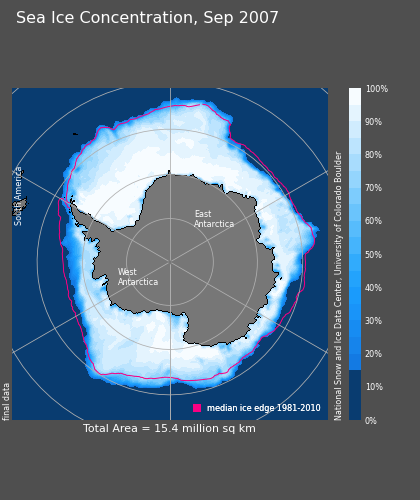 Sea Ice Concentration, Sep 2007
South America
East
Antarctica
West
Antarctica
median ice edge 1981-2010
final data
Total Area = 15.4 million sq km
100%
90%
80%
70%
60%
50%
40%
30%
20%
10%
0%
National Snow and Ice Data Center, University of Colorado Boulder